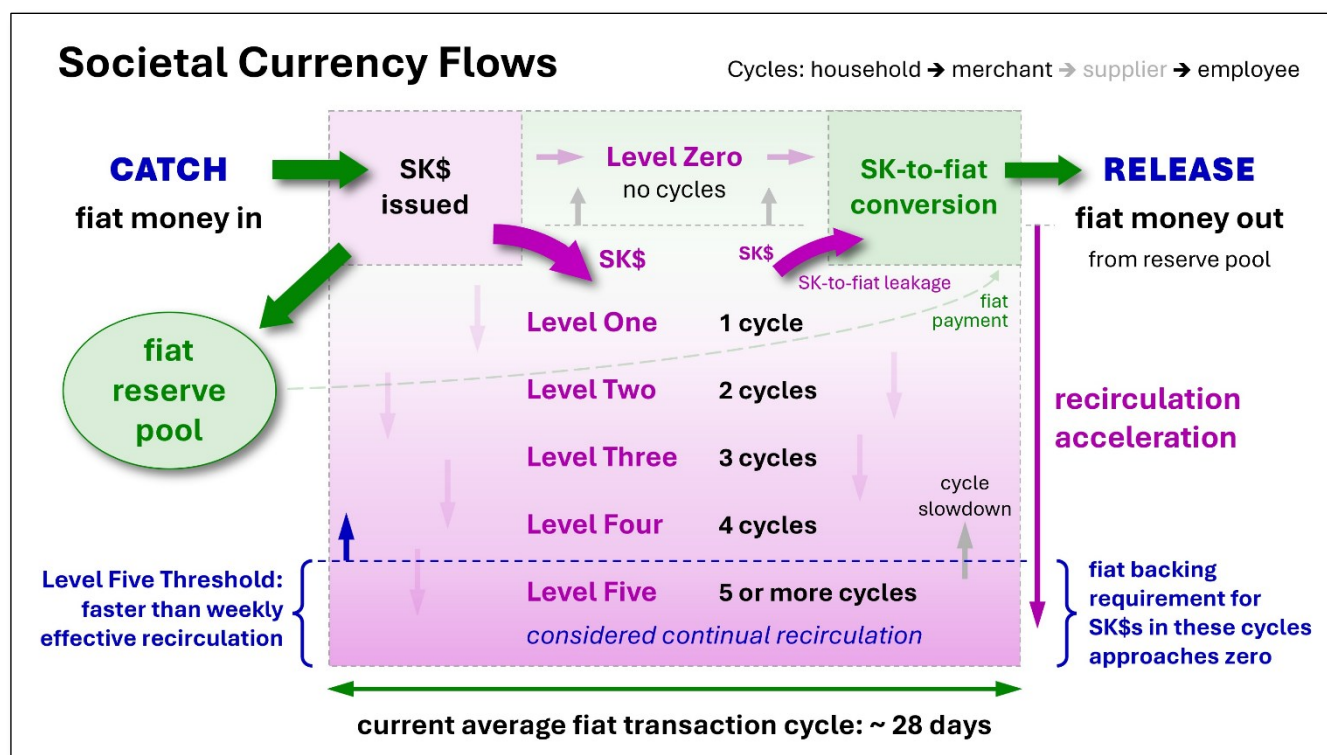 Societal Currency Flows
Cycles: household → merchant → supplier → employee
CATCH
fiat money in
SK$
issued
Level Zero
no cycles
SK-to-fiat
conversion
RELEASE
fiat money out
from reserve pool
SK$
SK$
SK-to-fiat leakage
fiat
payment
fiat
reserve
pool
Level One 1 cycle
Level Two 2 cycles
Level Three 3 cycles
Level Four 4 cycles
recirculation
acceleration
cycle
slowdown
Level Five Threshold:
faster than weekly
effective recirculation
Level Five 5 or more cycles
considered continual recirculation
fiat backing
requirement for
SK$s in these cycles
approaches zero
current average fiat transaction cycle: ~ 28 days